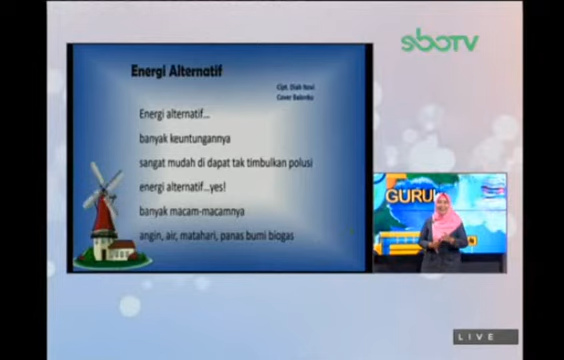 sboTV
Energi Alternatif
Cipt. Diah Novi
Cover Balonku
Energi alternatif...
banyak keuntungannya
sangat mudah di dapat tak timbulkan polusi
energi alternatif...yes!
banyak macam-macamnya
angin, air, matahari, panas bumi biogas
GURUKU
LIVE